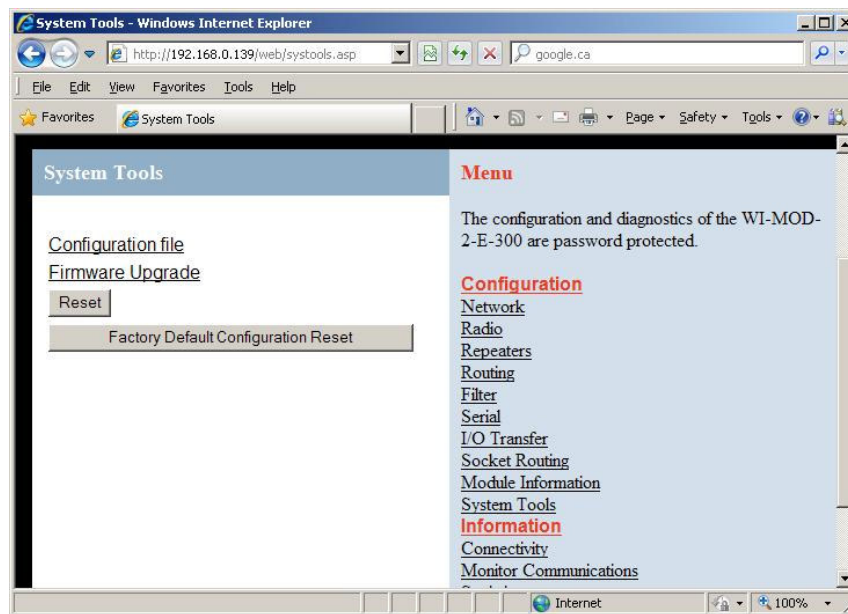 System Tools - Windows Internet Explorer
http://192.168.0.139/web/systools.asp
google.ca
File Edit View Favorites Tools Help
Favorites System Tools Page Safety Tools
System Tools
Configuration file
Firmware Upgrade
Reset
Factory Default Configuration Reset
Menu
The configuration and diagnostics of the WI-MOD-
2-E-300 are password protected.
Configuration
Network
Radio
Repeaters
Routing
Filter
Serial
I/O Transfer
Socket Routing
Module Information
System Tools
Information
Connectivity
Monitor Communications
Internet 100%